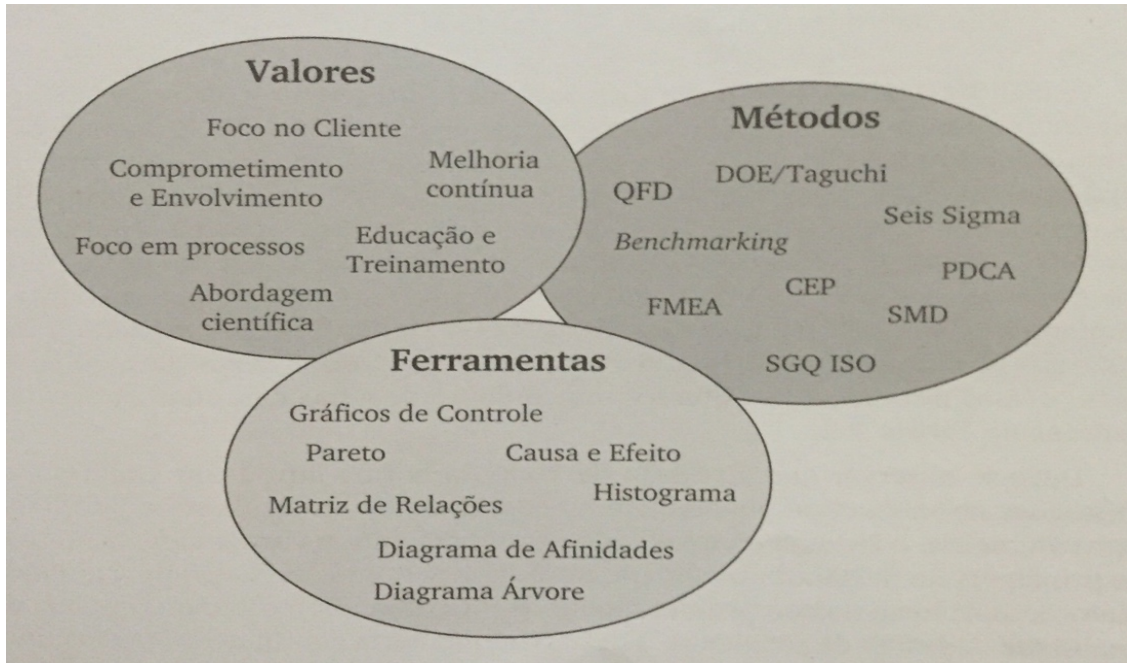 Valores
Foco no Cliente
Comprometimento
e Envolvimento
Melhoria
contínua
Foco em processos
Educação e
Treinamento
Abordagem
científica
Métodos
DOE/Taguchi
QFD
Seis Sigma
Benchmarking
PDCA
CEP
FMEA
SMD
SGQ ISO
Ferramentas
Gráficos de Controle
Pareto
Causa e Efeito
Histograma
Matriz de Relações
Diagrama de Afinidades
Diagrama Árvore